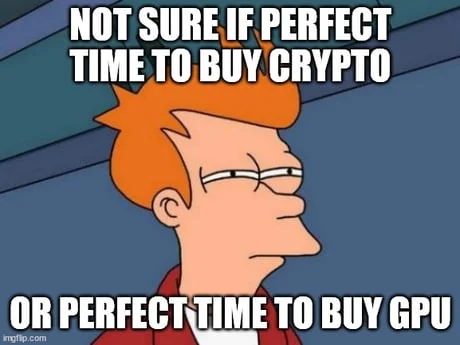 NOT SURE IF PERFECT
TIME TO BUY CRYPTO
OR PERFECT TIME TO BUY GPU
imgflip.com